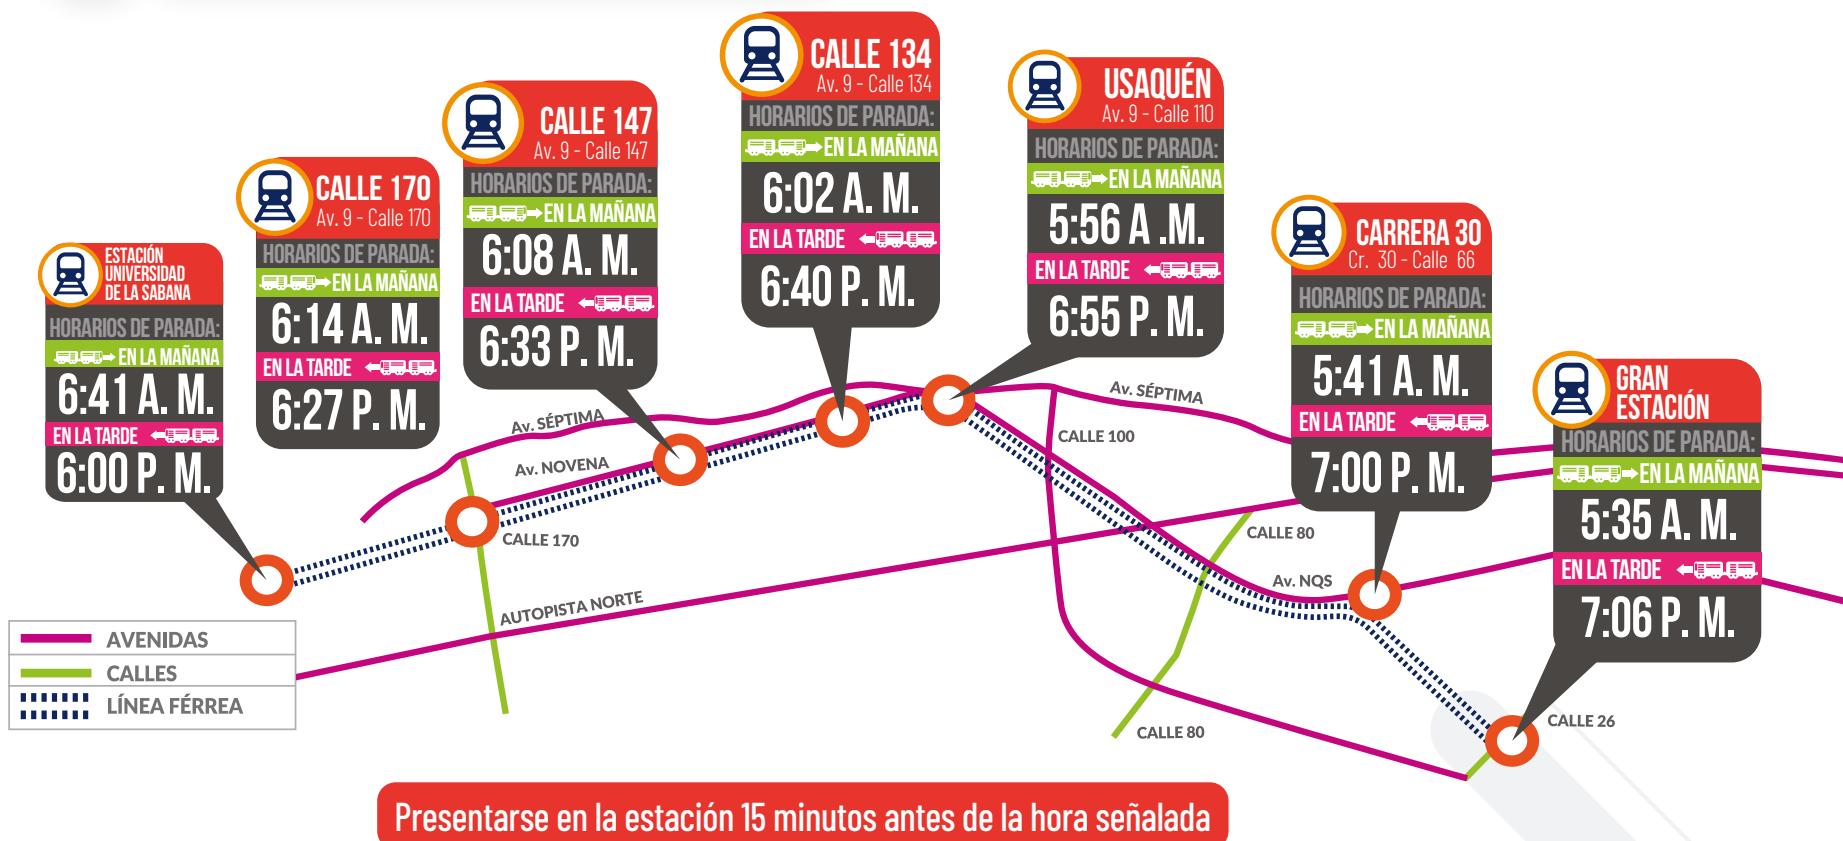 ESTACIÓN
UNIVERSIDAD
DE LA SABANA
HORARIOS DE PARADA:
EN LA MAÑANA
6:41 A. M.
EN LA TARDE
6:00 P. M.
CALLE 170
Av. 9 - Calle 170
HORARIOS DE PARADA:
EN LA MAÑANA
6:14 A. M.
EN LA TARDE
6:27 P. M.
CALLE 147
Av. 9 - Calle 147
HORARIOS DE PARADA:
EN LA MAÑANA
6:08 A. M.
EN LA TARDE
6:33 P. M.
CALLE 134
Av. 9 - Calle 134
HORARIOS DE PARADA:
EN LA MAÑANA
6:02 A. M.
EN LA TARDE
6:40 P. M.
USAQUÉN
Av. 9 - Calle 110
HORARIOS DE PARADA:
EN LA MAÑANA
5:56 A .M.
EN LA TARDE
6:55 P. M.
CARRERA 30
Cr. 30 - Calle 66
HORARIOS DE PARADA:
EN LA MAÑANA
5:41 A. M.
EN LA TARDE
7:00 P. M.
GRAN
ESTACIÓN
HORARIOS DE PARADA:
EN LA MAÑANA
5:35 A. M.
EN LA TARDE
7:06 P. M.
Av. SÉPTIMA
Av. NOVENA
CALLE 170
AUTOPISTA NORTE
Av. SÉPTIMA
CALLE 100
CALLE 80
Av. NQS
CALLE 80
CALLE 26
AVENIDAS
CALLES
LÍNEA FÉRREA
Presentarse en la estación 15 minutos antes de la hora señalada